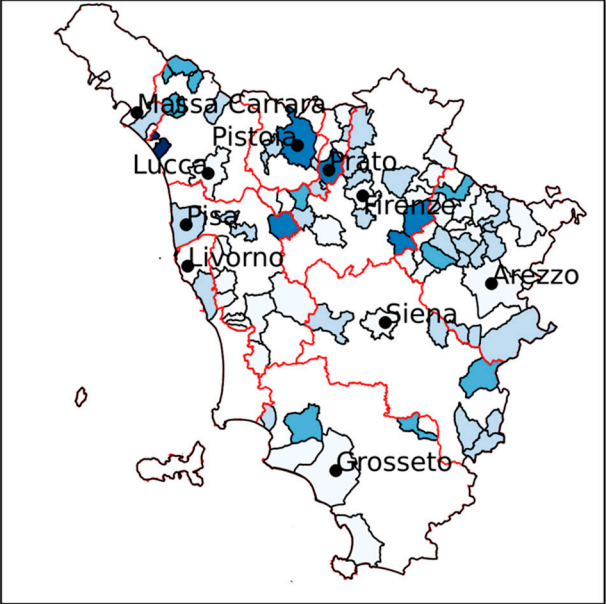 Massa Carrara
Pistoia
Prato
Lucca
Firenze
Pisa
Livorno
Arezzo
Siena
Grosseto